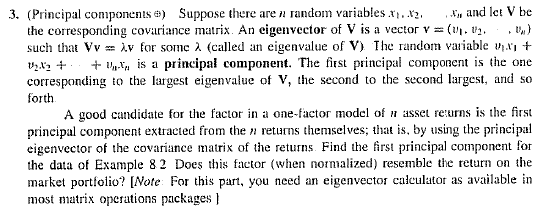 3. (Principal components ⊕) Suppose there are n random variables x₁, x₂, . xₙ and let V be
the corresponding covariance matrix. An eigenvector of V is a vector v = (v₁, v₂, . , vₙ)
such that Vv = λv for some λ (called an eigenvalue of V) The random variable v₁x₁ +
v₂x₂ + + vₙxₙ is a principal component. The first principal component is the one
corresponding to the largest eigenvalue of V, the second to the second largest, and so
forth
A good candidate for the factor in a one-factor model of n asset returns is the first
principal component extracted from the n returns themselves; that is, by using the principal
eigenvector of the covariance matrix of the returns Find the first principal component for
the data of Example 8 2 Does this factor (when normalized) resemble the return on the
market portfolio? [Note For this part, you need an eigenvector calculator as available in
most matrix operations packages ]